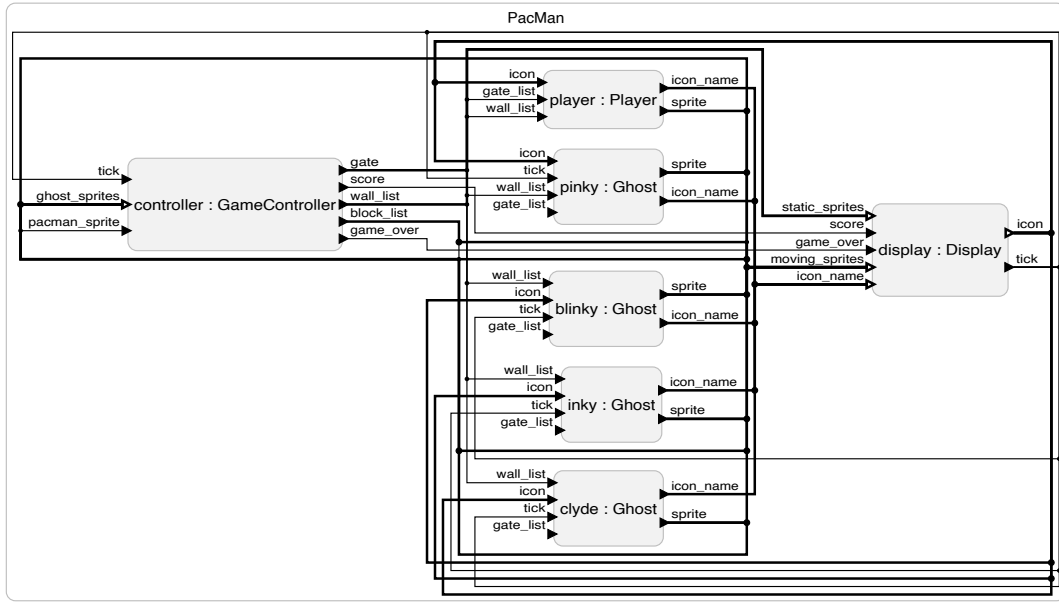 PacMan
icon
gate_list
wall_list
player : Player
icon_name
sprite
icon
tick
wall_list
gate_list
pinky : Ghost
sprite
icon_name
tick
ghost_sprites
pacman_sprite
controller : GameController
gate
score
wall_list
block_list
game_over
static_sprites
score
game_over
moving_sprites
icon_name
display : Display
icon
tick
wall_list
icon
tick
gate_list
blinky : Ghost
sprite
icon_name
wall_list
icon
tick
gate_list
inky : Ghost
icon_name
sprite
wall_list
icon
tick
gate_list
clyde : Ghost
icon_name
sprite